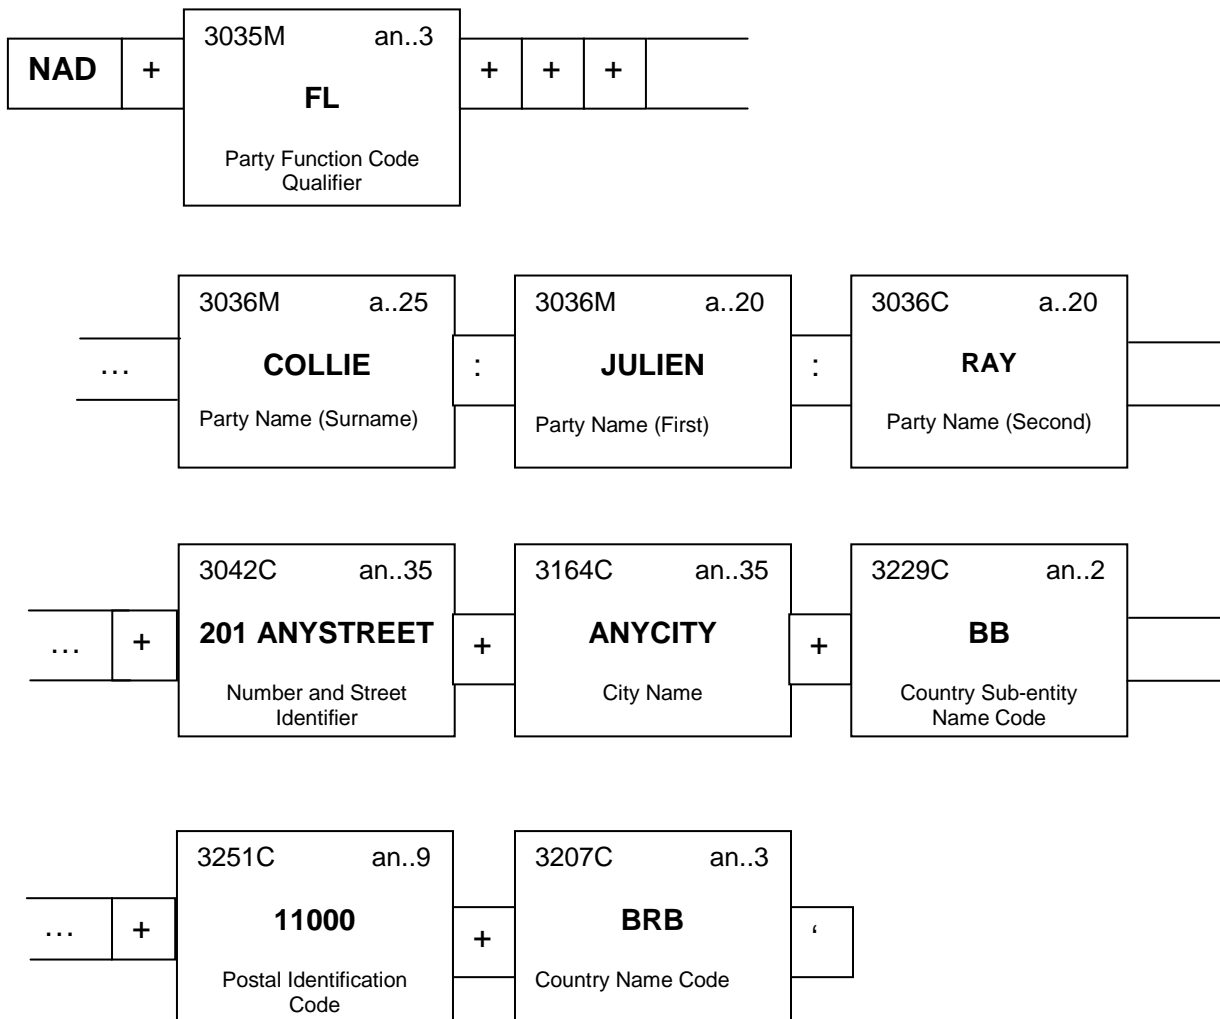 3035M an..3
NAD + FL + + +
Party Function Code
Qualifier
3036M a..25 3036M a..20 3036C a..20
... COLLIE : JULIEN : RAY
Party Name (Surname) Party Name (First) Party Name (Second)
3042C an..35 3164C an..35 3229C an..2
... + 201 ANYSTREET + ANYCITY + BB
Number and Street City Name Country Sub-entity
Identifier Name Code
3251C an..9 3207C an..3
... + 11000 + BRB ‘
Postal Identification Country Name Code
Code